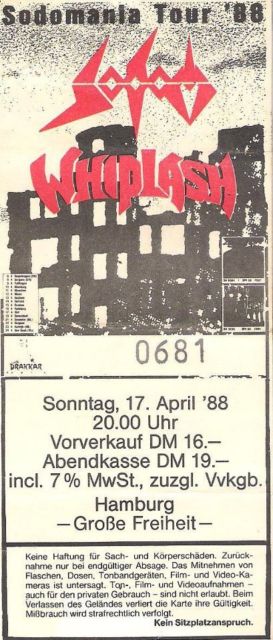 Sodomania Tour '88
SODOM
WHIPLASH
DRAKKAR
0681
Sonntag, 17. April '88
20.00 Uhr
Vorverkauf DM 16.—
Abendkasse DM 19.—
incl. 7% MwSt., zuzgl. Vvkgb.
Hamburg
—Große Freiheit—
Keine Haftung für Sach- und Körperschäden. Zurück-
nahme nur bei endgültiger Absage. Das Mitnehmen von
Flaschen, Dosen, Tonbandgeräten, Film- und Video-Ka-
meras ist untersagt. Ton-, Film- und Videoaufnahmen –
auch für den privaten Gebrauch – sind nicht erlaubt. Beim
Verlassen des Geländes verliert die Karte ihre Gültigkeit.
Mißbrauch wird strafrechtlich verfolgt.
Kein Sitzplatzanspruch.